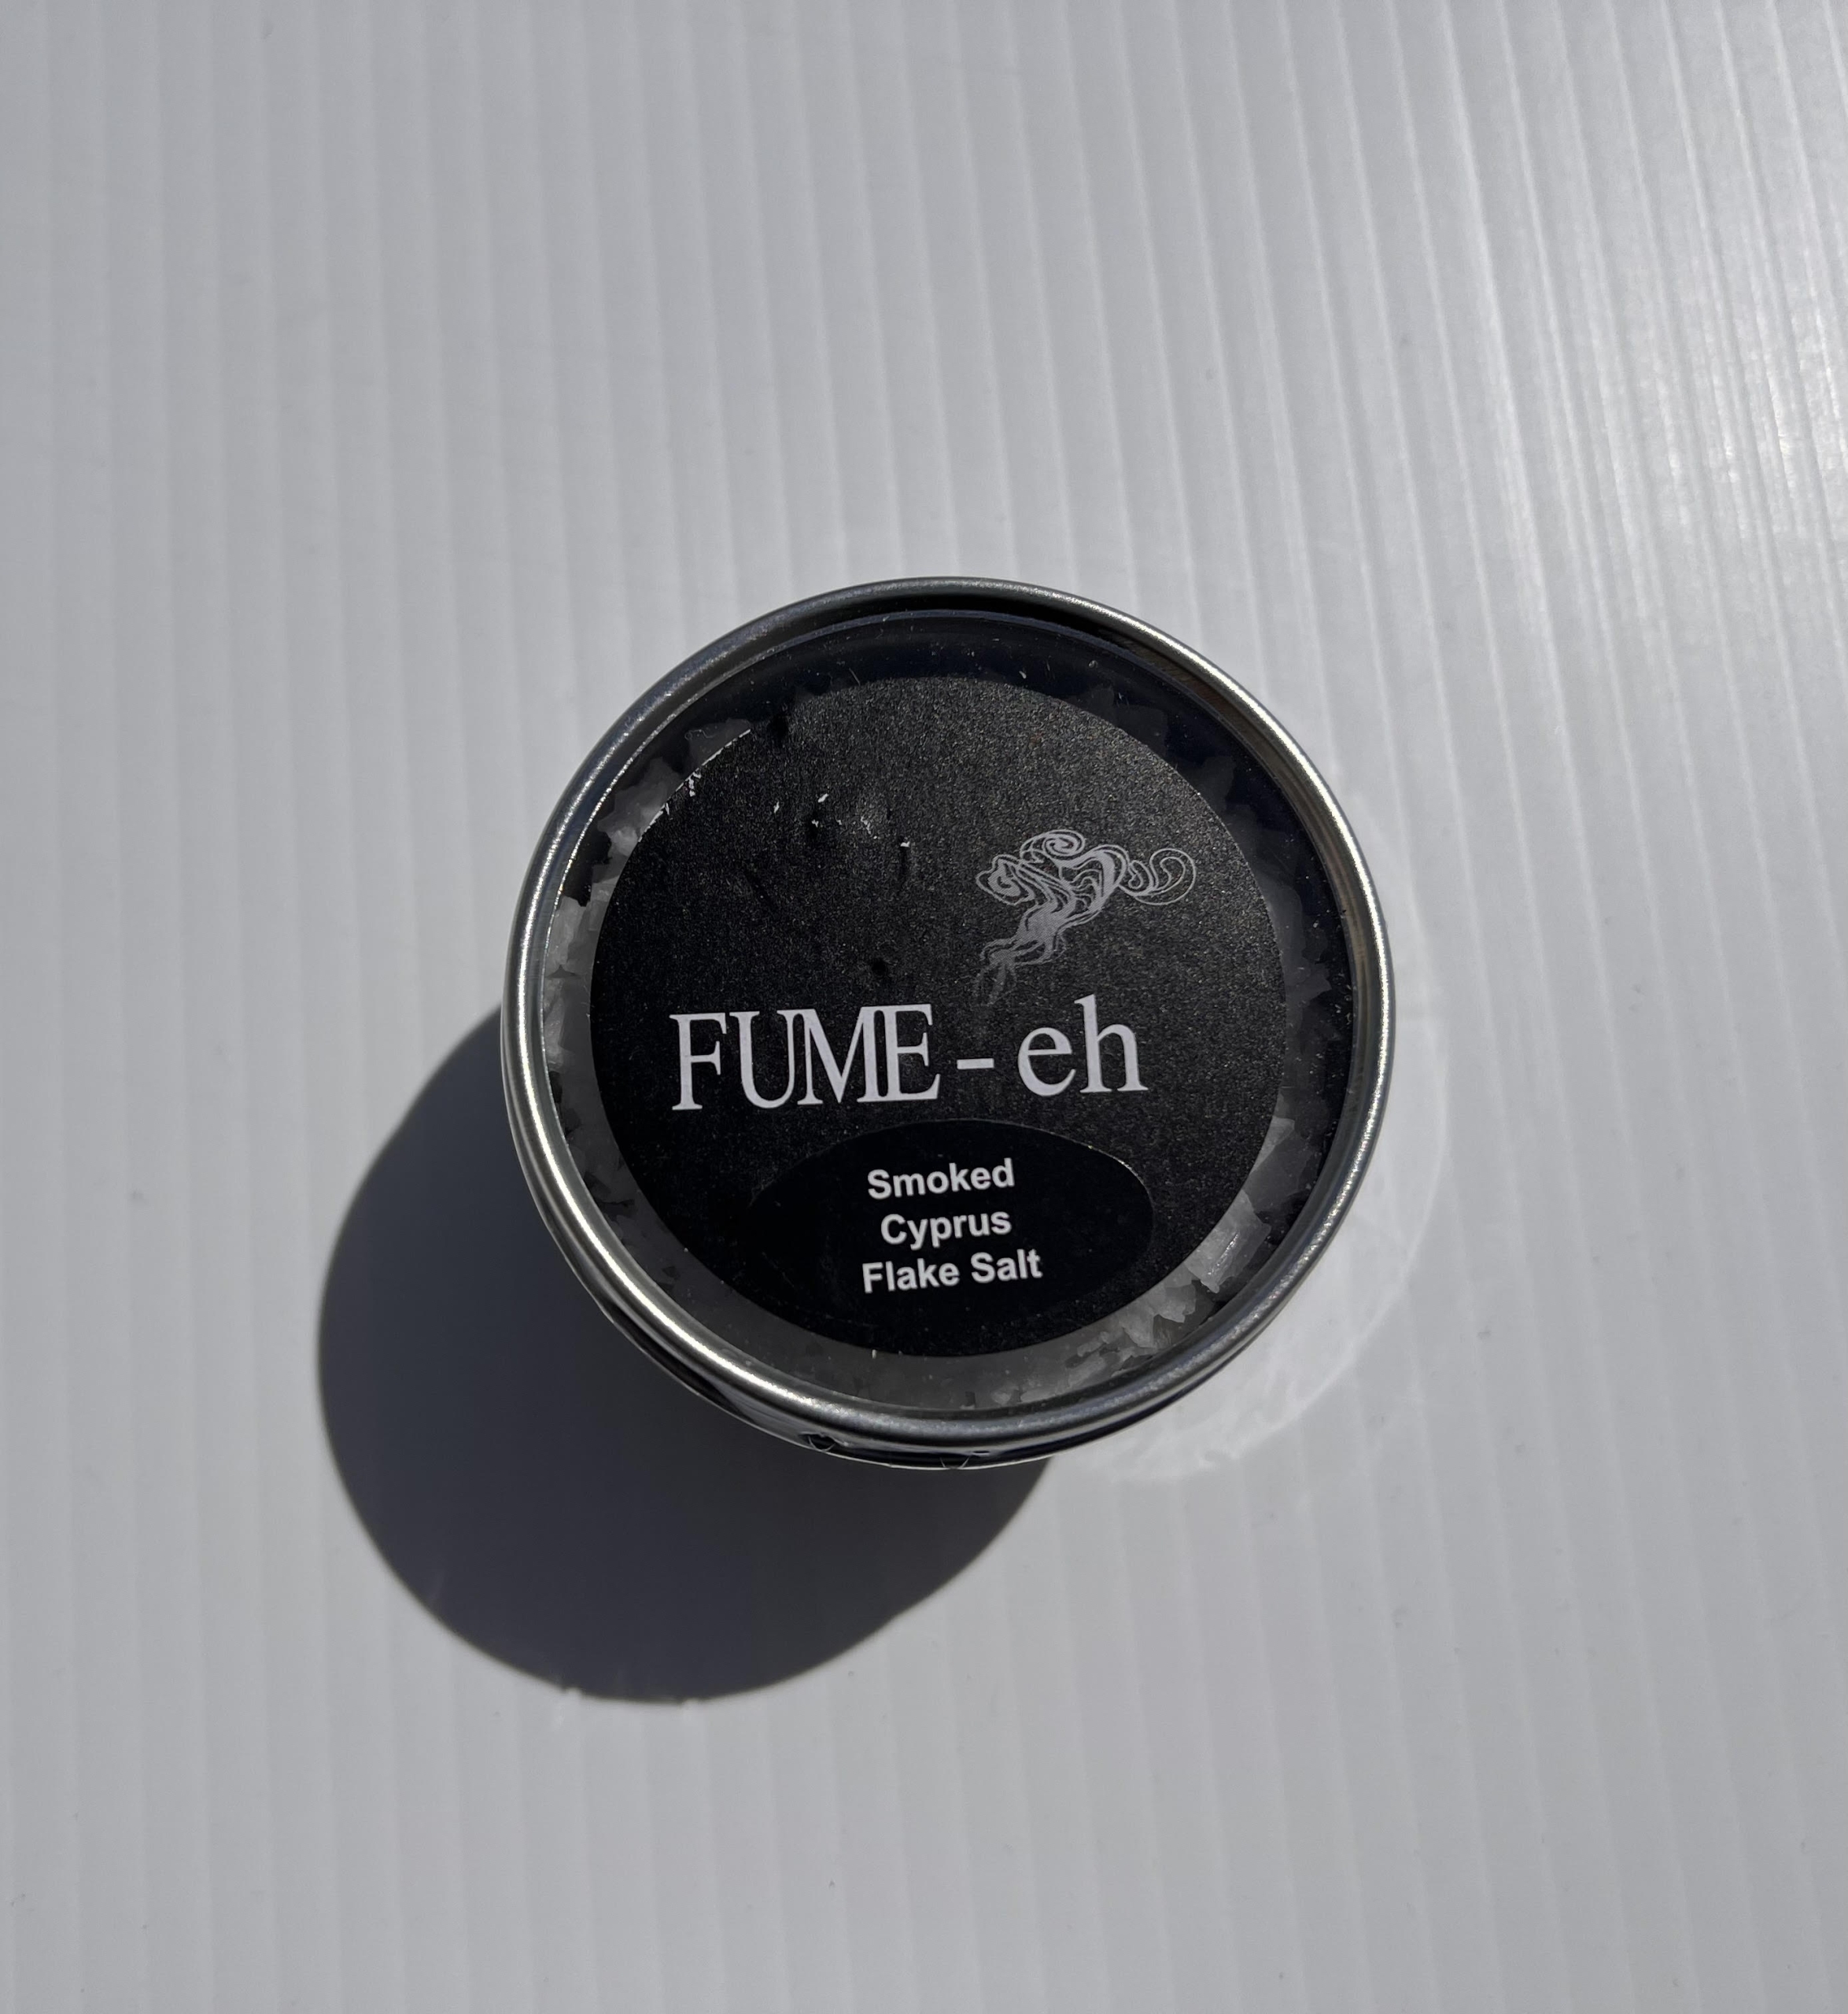 FUME - eh
Smoked
Cyprus
Flake Salt